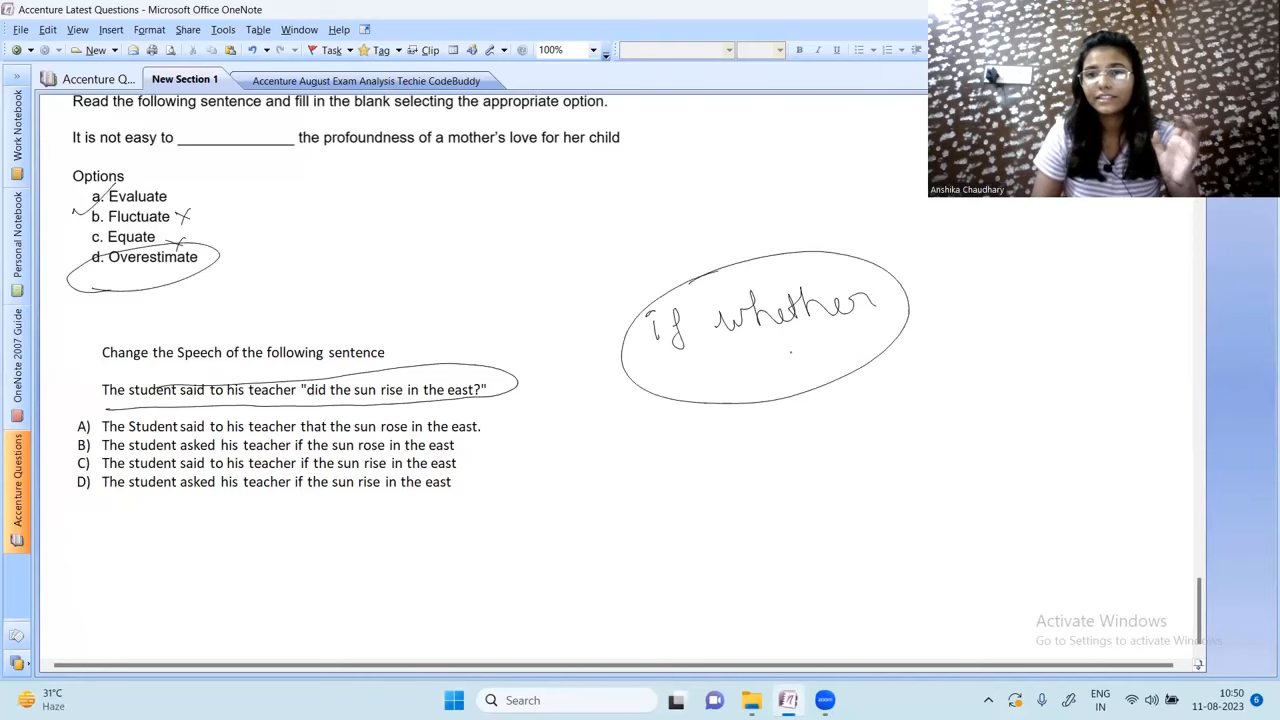 Accenture Latest Questions - Microsoft Office OneNote
File Edit View Insert Format Share Tools Table Window Help
New Task Tag Clip 100% B I U
Accenture Q... New Section 1 Accenture August Exam Analysis Techie CodeBuddy
Work Notebook
Personal Notebook
OneNote 2007 Guide
Accenture Questions
Read the following sentence and fill in the blank selecting the appropriate option.
It is not easy to ______________ the profoundness of a mother's love for her child
Options
a. Evaluate
b. Fluctuate
c. Equate
d. Overestimate
if whether
Change the Speech of the following sentence
The student said to his teacher "did the sun rise in the east?"
A) The Student said to his teacher that the sun rose in the east.
B) The student asked his teacher if the sun rose in the east
C) The student said to his teacher if the sun rise in the east
D) The student asked his teacher if the sun rise in the east
Anshika Chaudhary
Activate Windows
Go to Settings to activate Windows.
31°C
Haze
Search
ENG
IN
10:50
11-08-2023
6